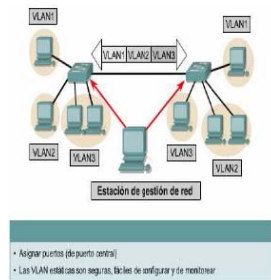 VLAN1
VLAN1
VLAN1 VLAN2 VLAN3
VLAN2
VLAN3
VLAN3
VLAN2
Estación de gestión de red
• Asignar puertos (de puerto central)
• Las VLAN estáticas son seguras, fáciles de configurar y de monitorear